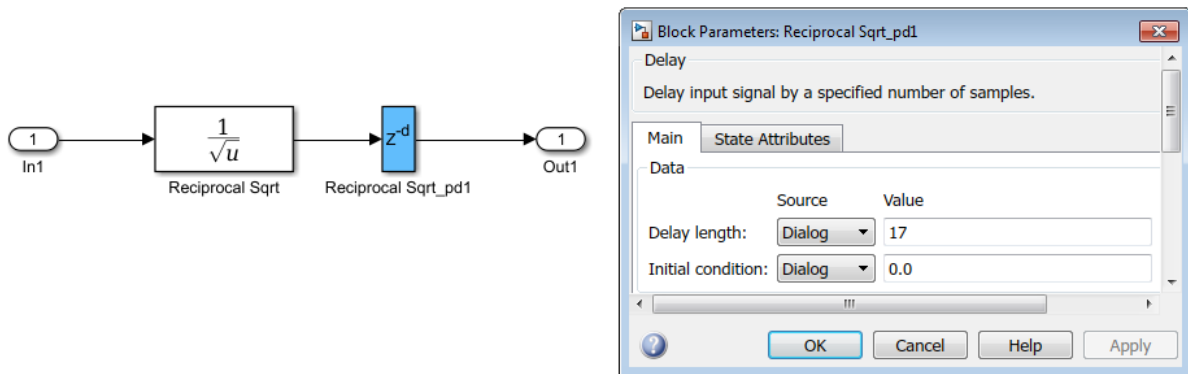 1
In1
1
√u
Reciprocal Sqrt
z-d
Reciprocal Sqrt_pd1
1
Out1
Block Parameters: Reciprocal Sqrt_pd1
Delay
Delay input signal by a specified number of samples.
Main State Attributes
Data
Source Value
Delay length: Dialog 17
Initial condition: Dialog 0.0
? OK Cancel Help Apply